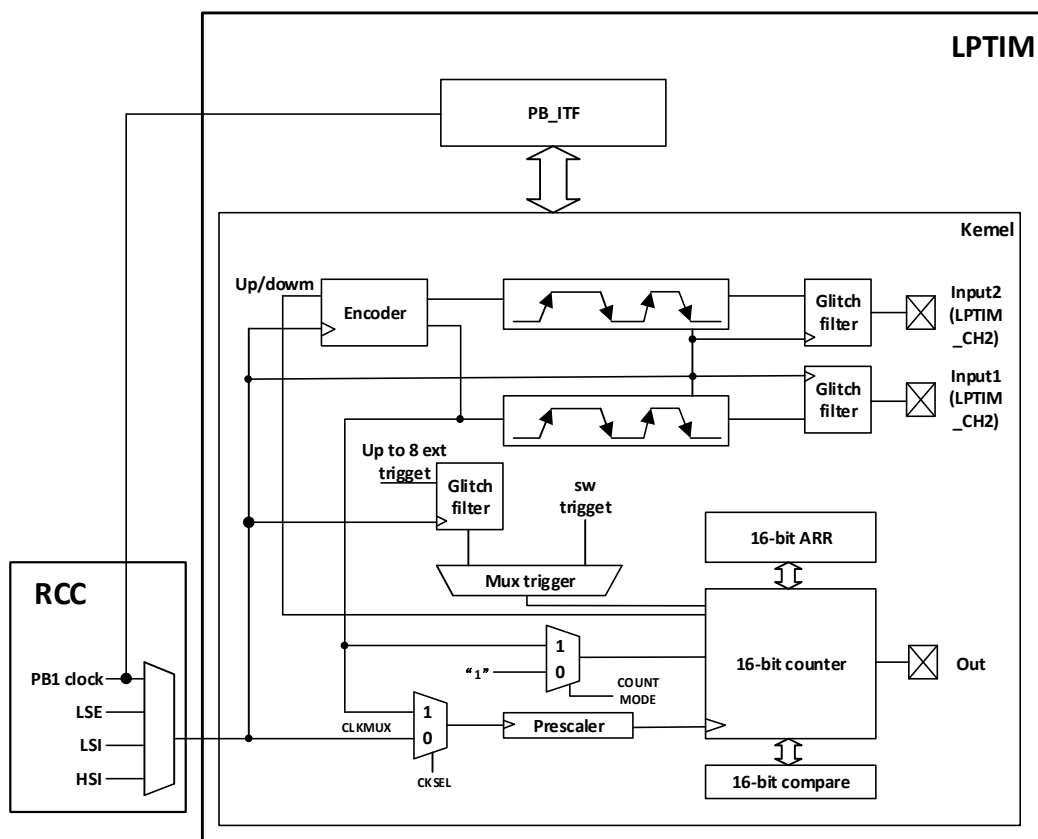 LPTIM
PB_ITF
Kemel
Up/dowm
Encoder
Glitch
filter
Input2
(LPTIM
_CH2)
Glitch
filter
Input1
(LPTIM
_CH2)
Up to 8 ext
trigget
Glitch
filter
sw
trigget
16-bit ARR
Mux trigger
RCC
1
0
“1”
COUNT
MODE
16-bit counter
Out
PB1 clock
LSE
LSI
HSI
CLKMUX
1
0
Prescaler
CKSEL
16-bit compare